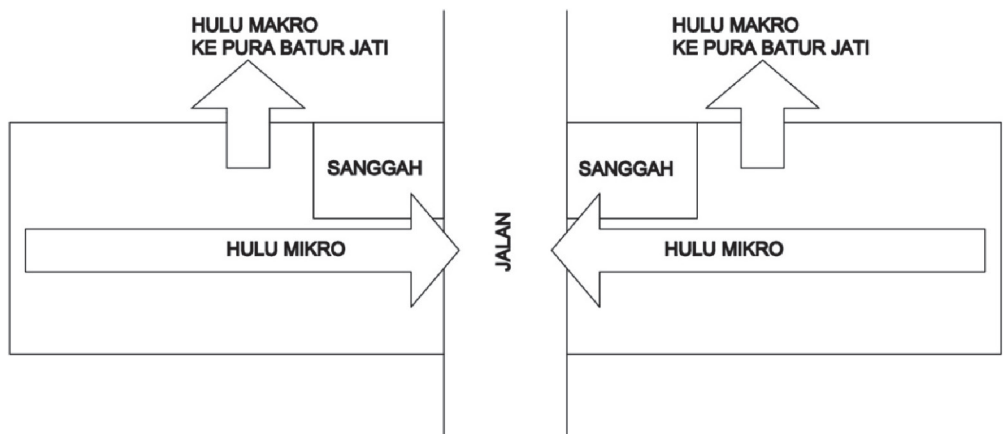 HULU MAKRO
KE PURA BATUR JATI
HULU MAKRO
KE PURA BATUR JATI
SANGGAH
SANGGAH
JALAN
HULU MIKRO
HULU MIKRO